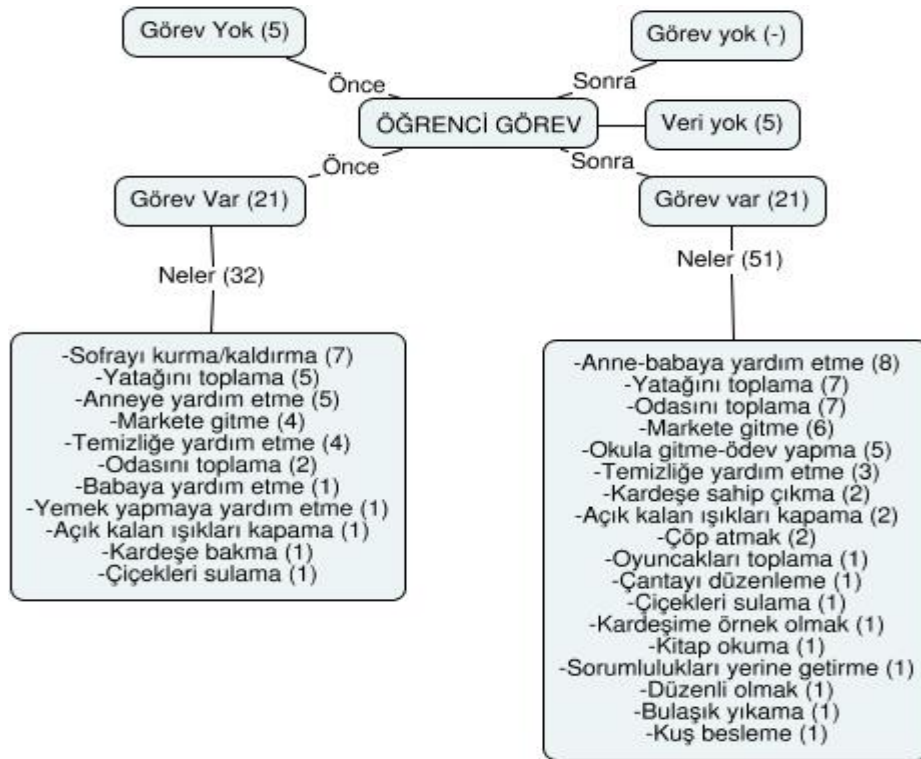 Görev Yok (5)
Görev yok (-)
Önce
Sonra
ÖĞRENCİ GÖREV
Veri yok (5)
Önce
Sonra
Görev Var (21)
Görev var (21)
Neler (32)
Neler (51)
-Sofrayı kurma/kaldırma (7)
-Yatağını toplama (5)
-Anneye yardım etme (5)
-Markete gitme (4)
-Temizliğe yardım etme (4)
-Odasını toplama (2)
-Babaya yardım etme (1)
-Yemek yapmaya yardım etme (1)
-Açık kalan ışıkları kapama (1)
-Kardeşe bakma (1)
-Çiçekleri sulama (1)
-Anne-babaya yardım etme (8)
-Yatağını toplama (7)
-Odasını toplama (7)
-Markete gitme (6)
-Okula gitme-ödev yapma (5)
-Temizliğe yardım etme (3)
-Kardeşe sahip çıkma (2)
-Açık kalan ışıkları kapama (2)
-Çöp atmak (2)
-Oyuncakları toplama (1)
-Çantayı düzenleme (1)
-Çiçekleri sulama (1)
-Kardeşime örnek olmak (1)
-Kitap okuma (1)
-Sorumlulukları yerine getirme (1)
-Düzenli olmak (1)
-Bulaşık yıkama (1)
-Kuş besleme (1)